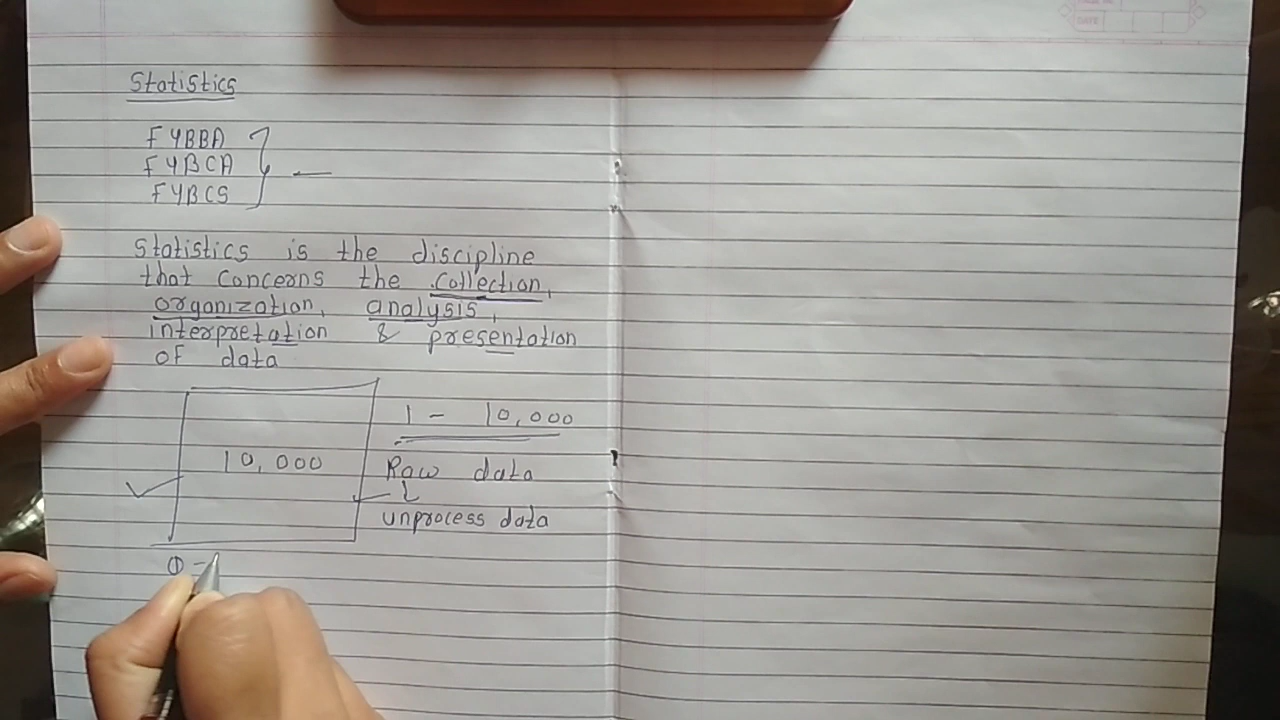 Statistics
FYBBA
FYBCA
FYBCS
Statistics is the discipline
that concerns the collection,
organization, analysis,
interpretation & presentation
of data
10,000
1 - 10,000
Raw data
unprocess data
① -
DATE